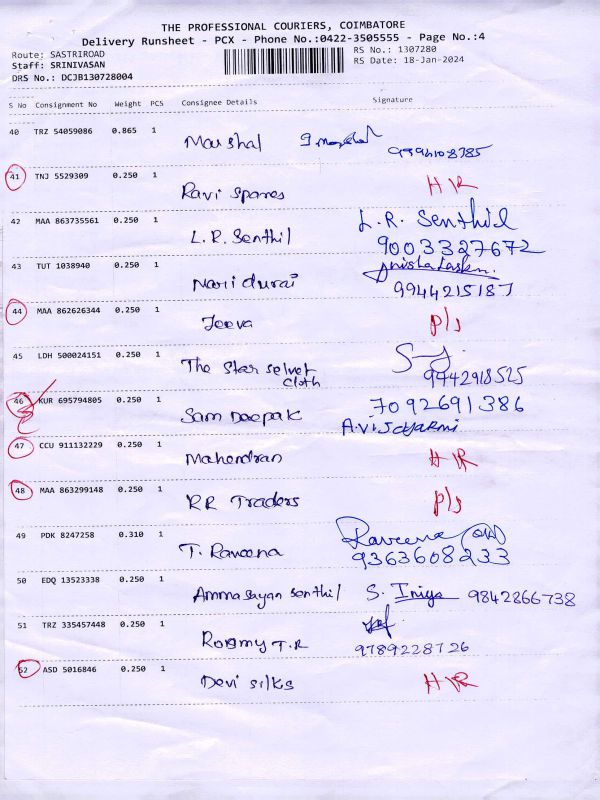 THE PROFESSIONAL COURIERS, COIMBATORE
Delivery Runsheet - PCX - Phone No.:0422-3505555 - Page No.:4
Route: SASTRIROAD RS No.: 1307280
Staff: SRINIVASAN RS Date: 18-Jan-2024
DRS No.: DCJB130728004
S No Consignment No Weight PCS Consignee Details Signature
40 TRZ 54059086 0.865 1 Marshal 9994108785
41 TNJ 5529309 0.250 1 Ravi Spares H/R
42 MAA 863735561 0.250 1 L.R. Senthil L.R. Senthil
9003327672
43 TUT 1038940 0.250 1 Nari durai
9944215187
44 MAA 862626344 0.250 1 Jeeva P/s
45 LDH 500024151 0.250 1 The Star Selvet
cloth 9942918525
46 KUR 695794805 0.250 1 Sam Deepak 7092691386
47 CCU 911132229 0.250 1 Mahendran H/R
48 MAA 863299148 0.250 1 RR Traders P/s
49 PDK 8247258 0.310 1 T. Raveena Raveena
9363608233
50 EDQ 13523338 0.250 1 Ammasayan Senthil S. Iniya 9842866738
51 TRZ 335457448 0.250 1 T.R
9789228726
52 ASD 5016846 0.250 1 Devi Silks H/R